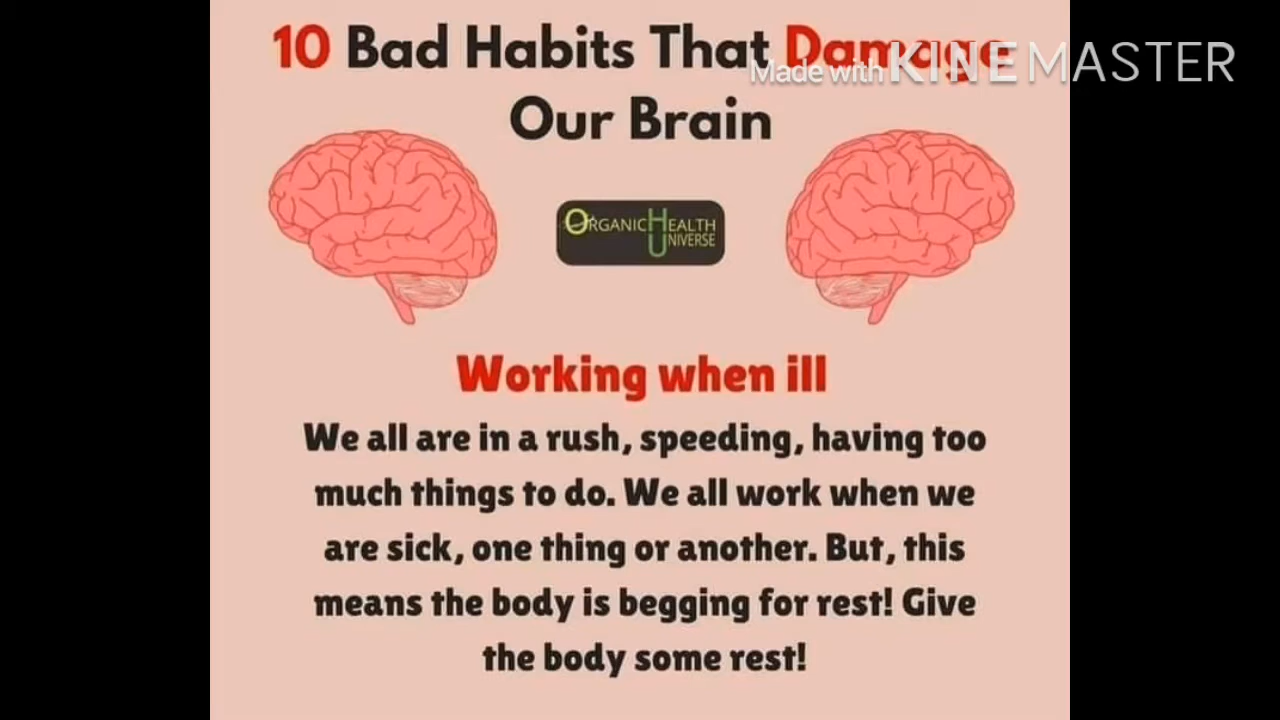 10 Bad Habits That Damage
Made with KINEMASTER
Our Brain
ORGANIC HEALTH
UNIVERSE
Working when ill
We all are in a rush, speeding, having too
much things to do. We all work when we
are sick, one thing or another. But, this
means the body is begging for rest! Give
the body some rest!